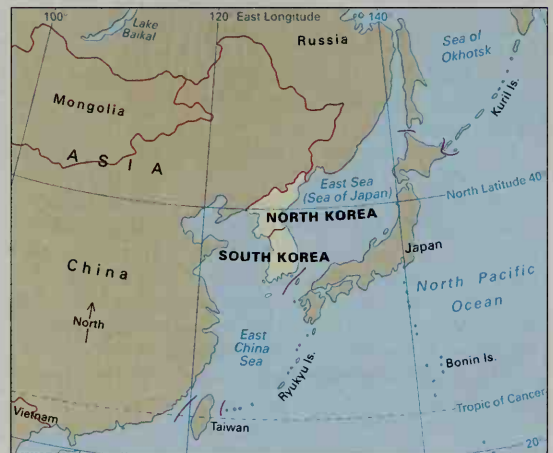 100°
120° East Longitude
140°
Lake
Baikal
Russia
Sea of
Okhotsk
Mongolia
Kuril Is.
ASIA
East Sea
(Sea of Japan)
North Latitude 40°
NORTH KOREA
SOUTH KOREA
Japan
China
North Pacific
Ocean
North
East
China
Sea
Ryukyu Is.
Bonin Is.
Tropic of Cancer
Vietnam
Taiwan
20°